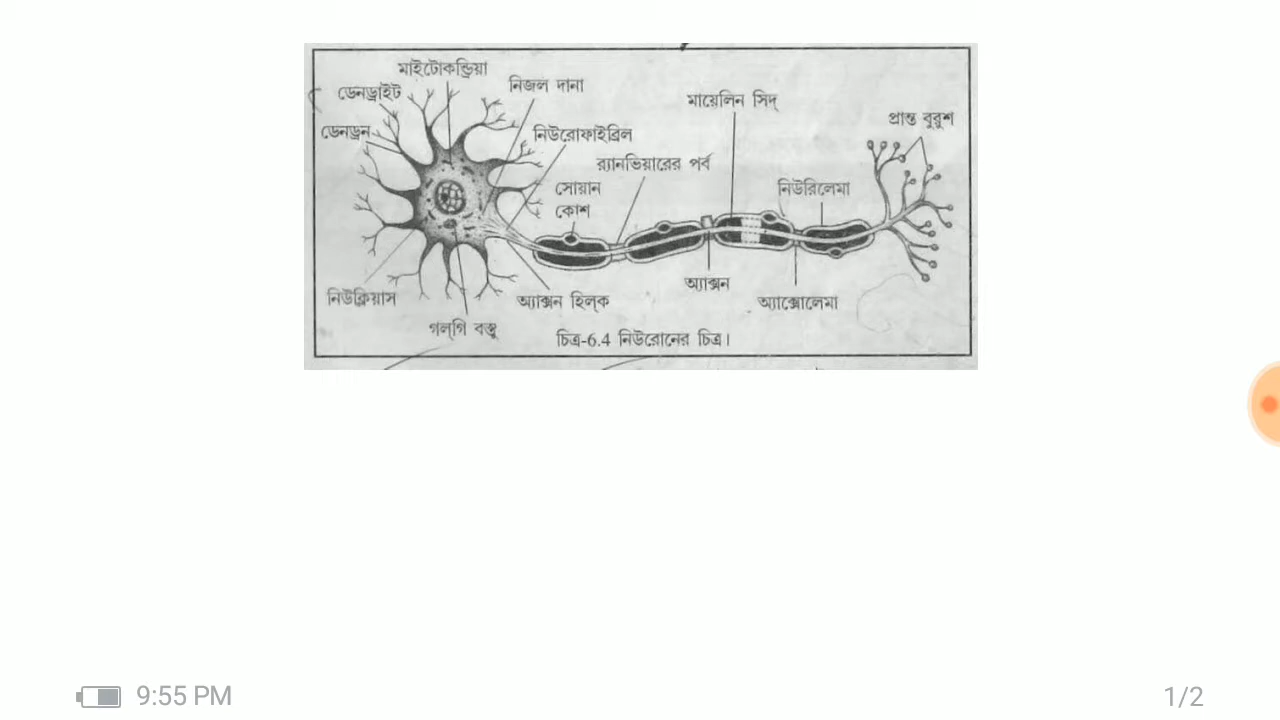 মাইটোকন্ড্রিয়া
নিজল দানা
ডেনড্রাইট
মায়েলিন সিদ্
প্রান্ত বুরুশ
ডেনড্রন
নিউরোফাইব্রিল
র‍্যানভিয়ারের পর্ব
সোয়ান
কোশ
নিউরিলেমা
নিউক্লিয়াস
অ্যাক্সন হিল্ক
অ্যাক্সন
অ্যাক্সোলেমা
গল্‌গি বস্তু
চিত্র-6.4 নিউরোনের চিত্র।
9:55 PM
1/2